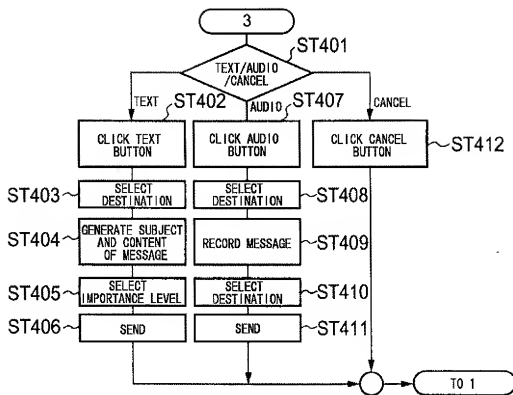 3
ST401
TEXT/AUDIO
/CANCEL
TEXT
ST402
AUDIO
ST407
CANCEL
CLICK TEXT
BUTTON
CLICK AUDIO
BUTTON
CLICK CANCEL
BUTTON
ST412
ST403
SELECT
DESTINATION
SELECT
DESTINATION
ST408
ST404
GENERATE SUBJECT
AND CONTENT
OF MESSAGE
RECORD MESSAGE
ST409
ST405
SELECT
IMPORTANCE LEVEL
SELECT
DESTINATION
ST410
ST406
SEND
SEND
ST411
TO 1